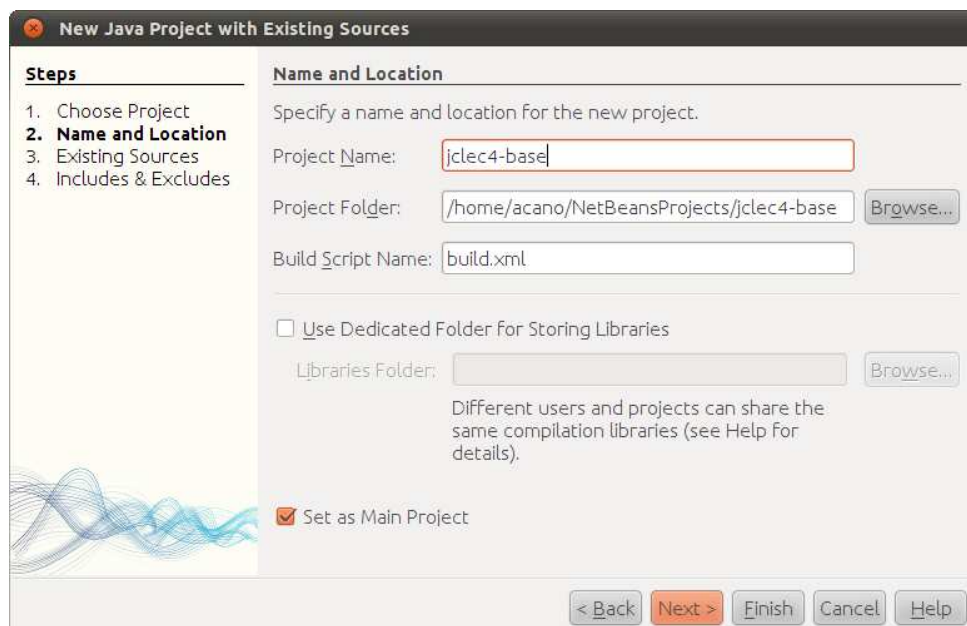 New Java Project with Existing Sources
Steps
1. Choose Project
2. Name and Location
3. Existing Sources
4. Includes & Excludes
Name and Location
Specify a name and location for the new project.
Project Name: jclec4-base
Project Folder: /home/acano/NetBeansProjects/jclec4-base Browse...
Build Script Name: build.xml
Use Dedicated Folder for Storing Libraries
Libraries Folder: Browse...
Different users and projects can share the
same compilation libraries (see Help for
details).
Set as Main Project
< Back Next > Finish Cancel Help